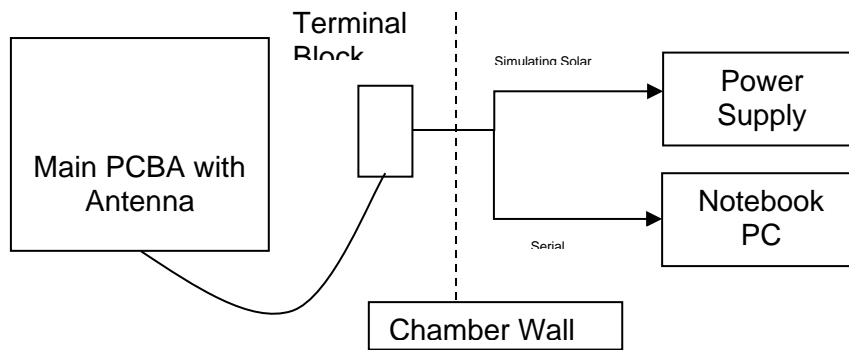 Terminal
Block
Simulating Solar
Power
Supply
Main PCBA with
Antenna
Notebook
PC
Serial
Chamber Wall